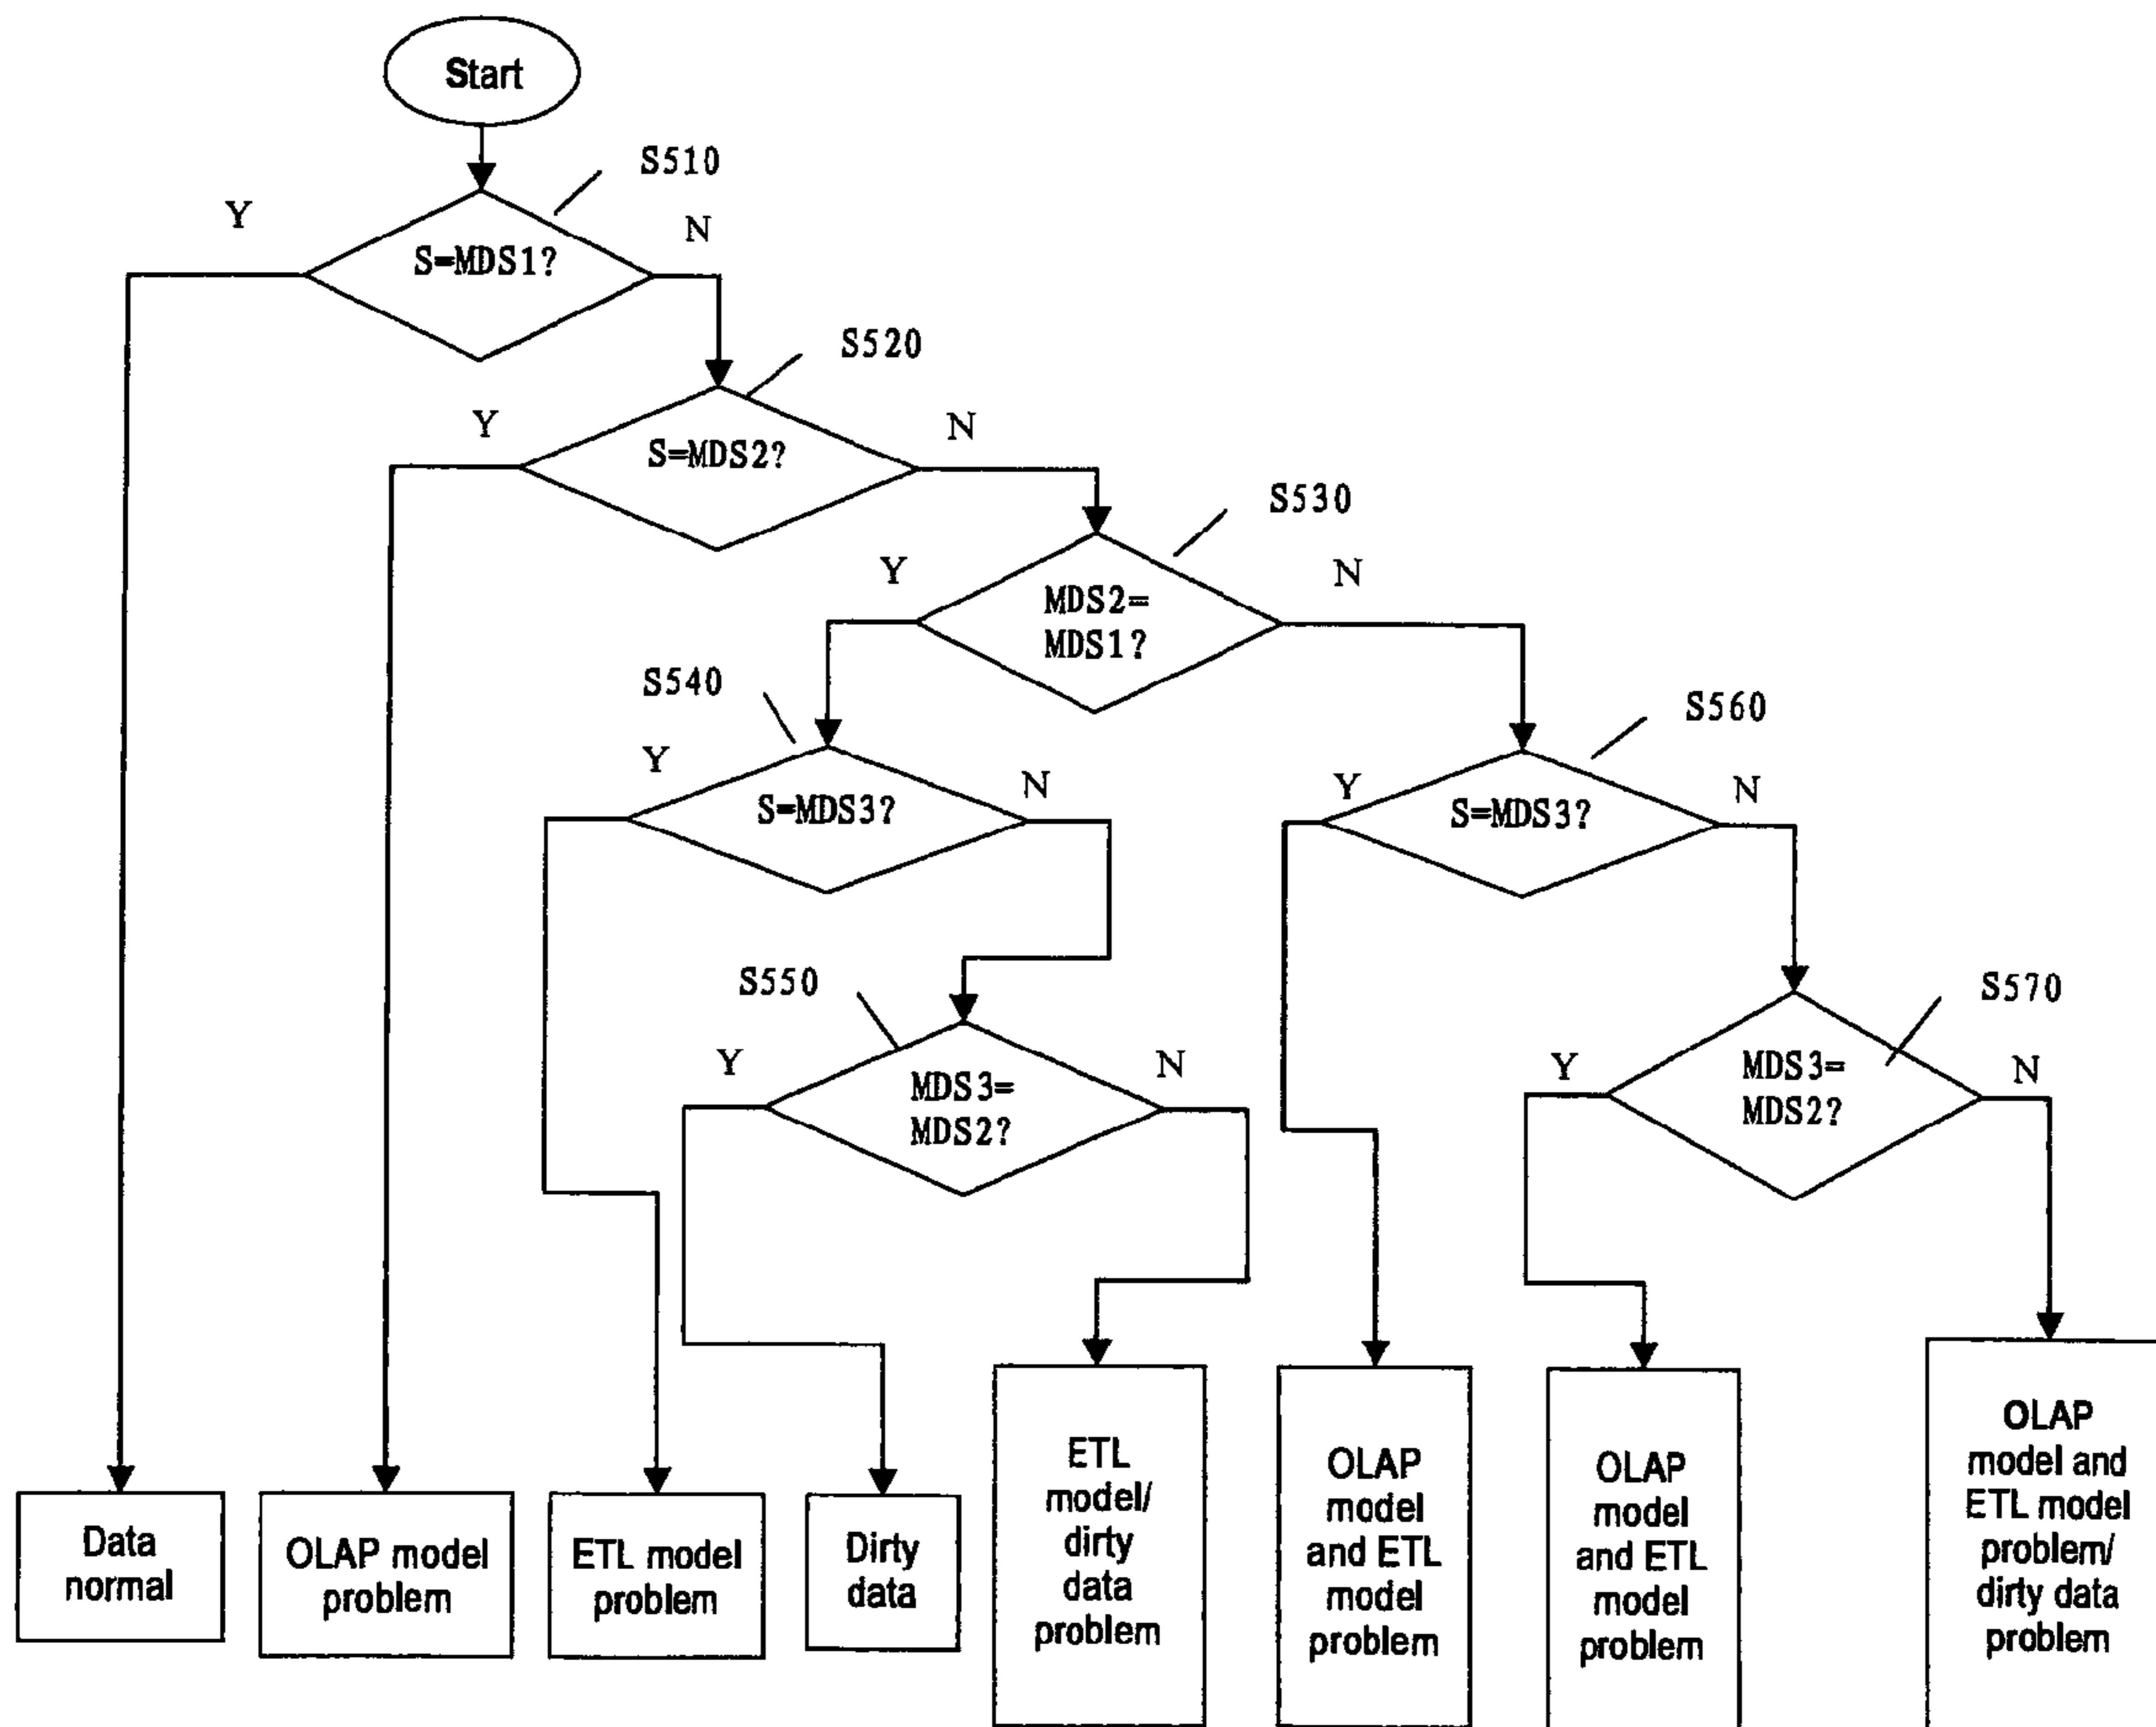 Start
S510
Y
N
S=MDS1?
S520
Y
N
S=MDS2?
S530
Y
N
MDS2=
MDS1?
S540
S560
Y
N
S=MDS3?
Y
N
S=MDS3?
S550
S570
Y
N
MDS3=
MDS2?
Y
N
MDS3=
MDS2?
Data
normal
OLAP model
problem
ETL model
problem
Dirty
data
ETL
model/
dirty
data
problem
OLAP
model
and ETL
model
problem
OLAP
model
and ETL
model
problem
OLAP
model and
ETL model
problem/
dirty data
problem